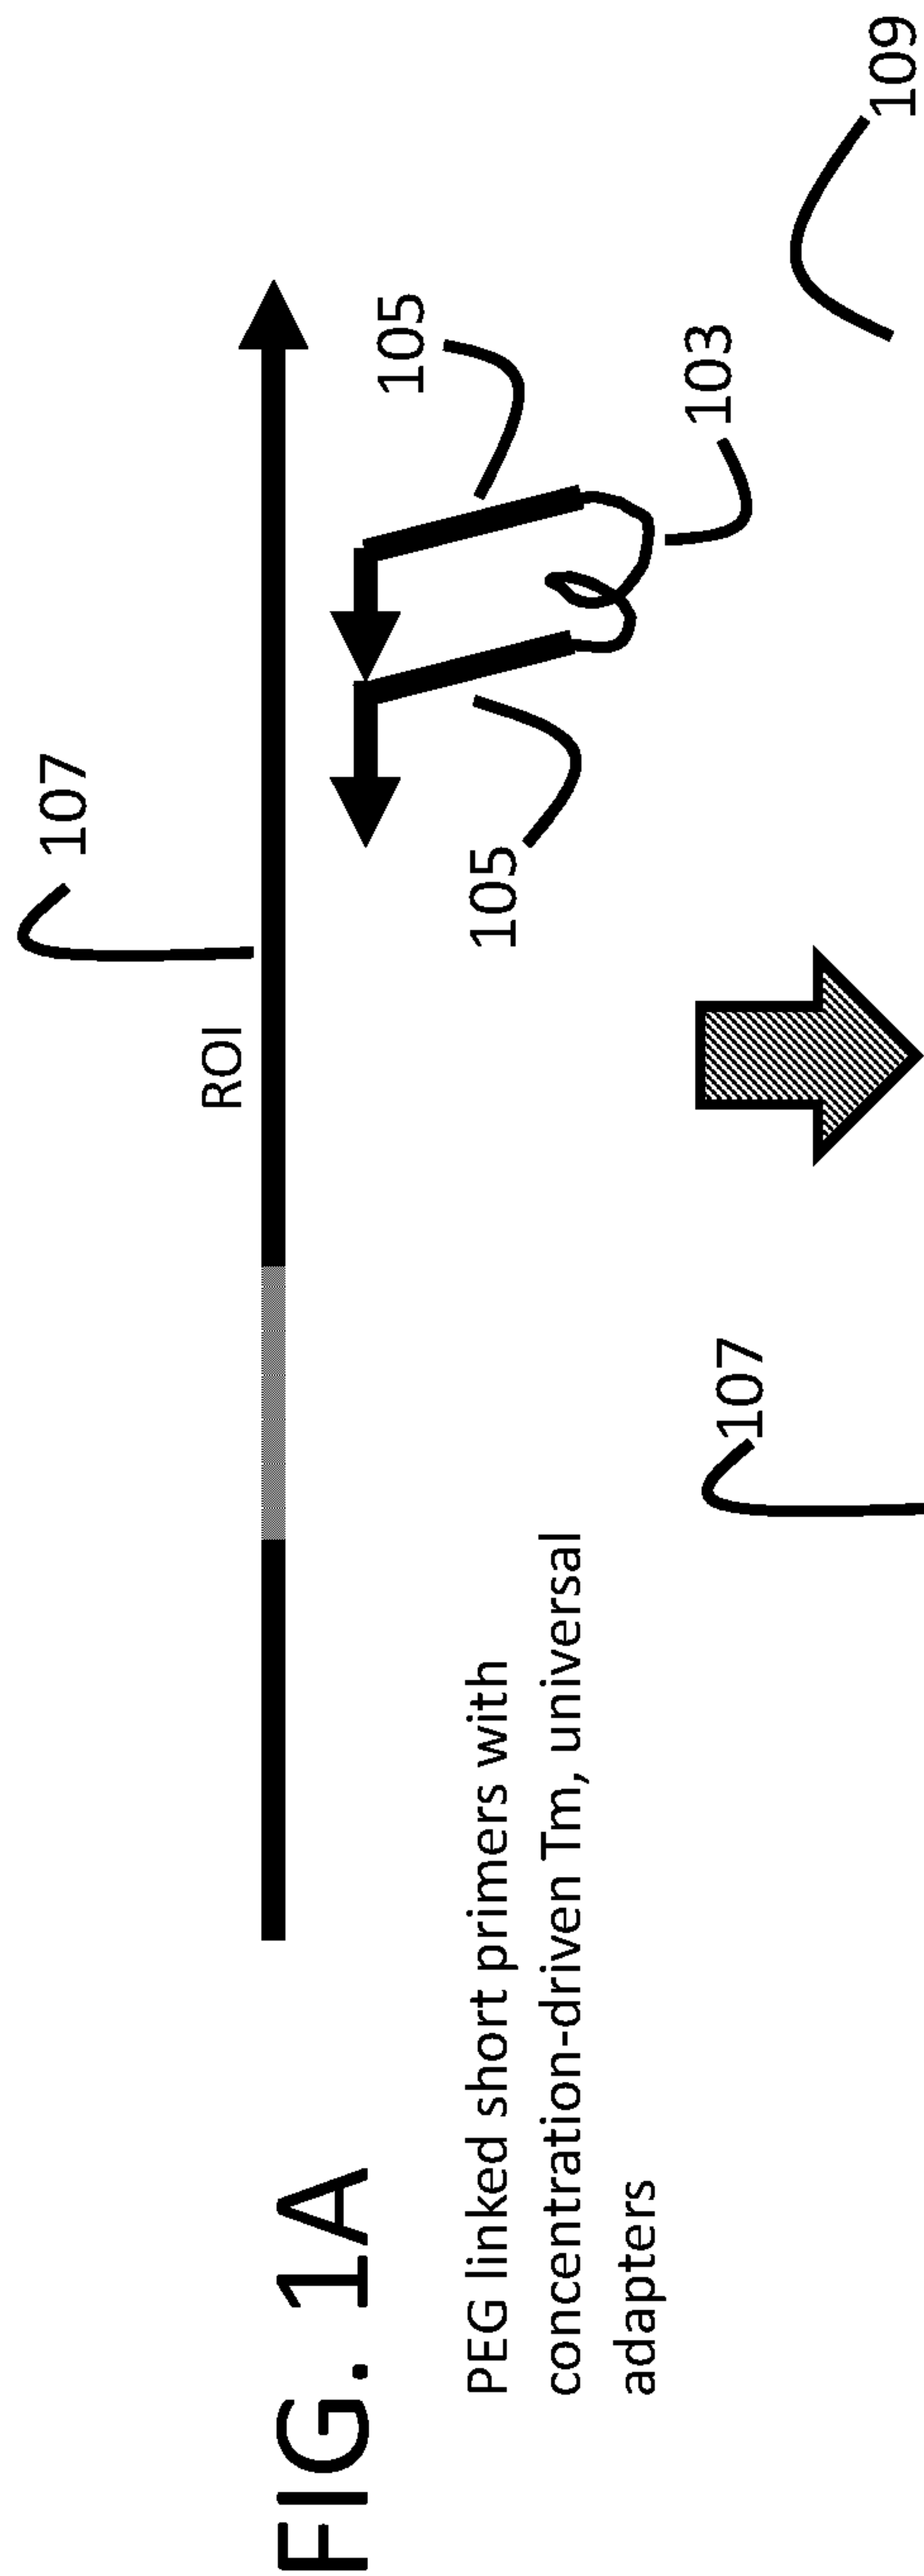 FIG. 1A
PEG linked short primers with
concentration-driven Tm, universal
adapters
107
ROI
105
105
103
107
109